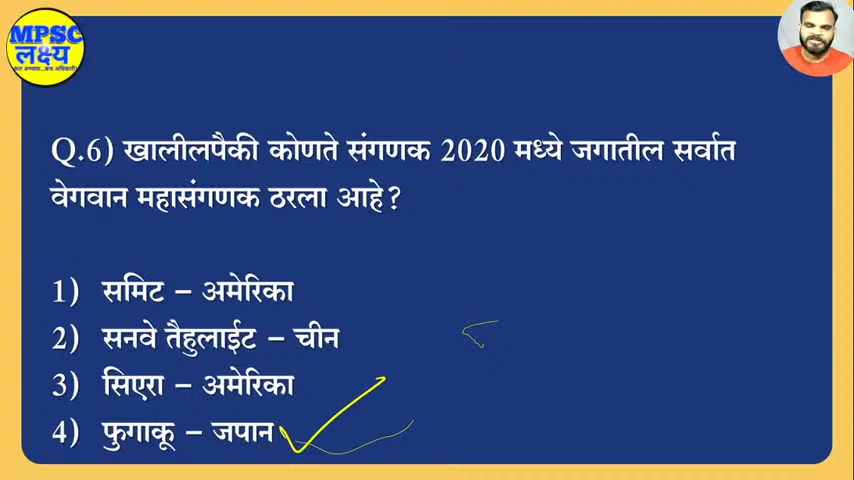 MPSC
लक्ष्य
Q.6) खालीलपैकी कोणते संगणक 2020 मध्ये जगातील सर्वात
वेगवान महासंगणक ठरला आहे?
1) समिट – अमेरिका
2) सनवे तैहुलाईट – चीन
3) सिएरा – अमेरिका
4) फुगाकू – जपान